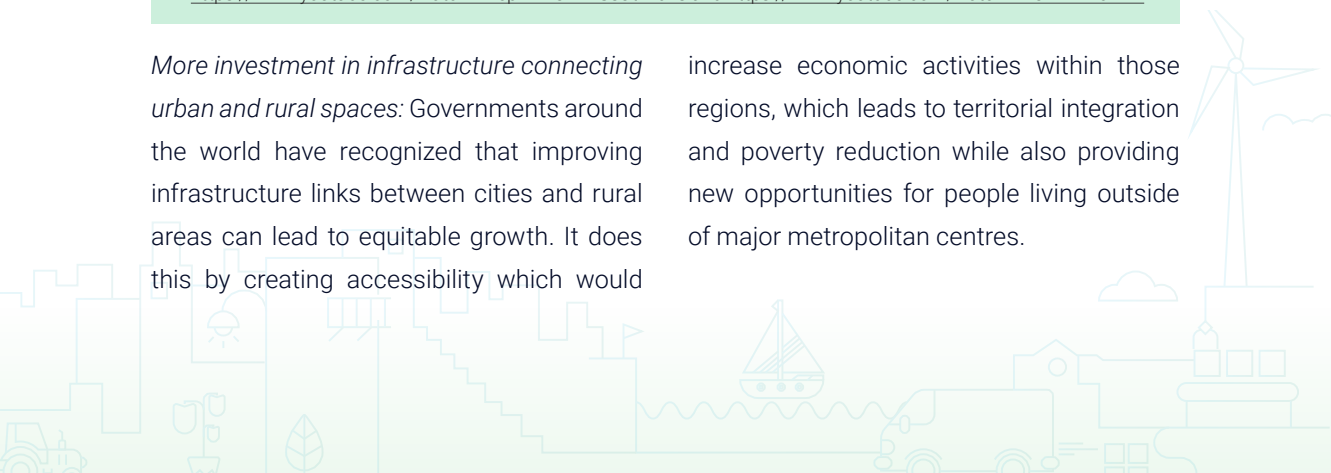 More investment in infrastructure connecting
urban and rural spaces: Governments around
the world have recognized that improving
infrastructure links between cities and rural
areas can lead to equitable growth. It does
this by creating accessibility which would
increase economic activities within those
regions, which leads to territorial integration
and poverty reduction while also providing
new opportunities for people living outside
of major metropolitan centres.